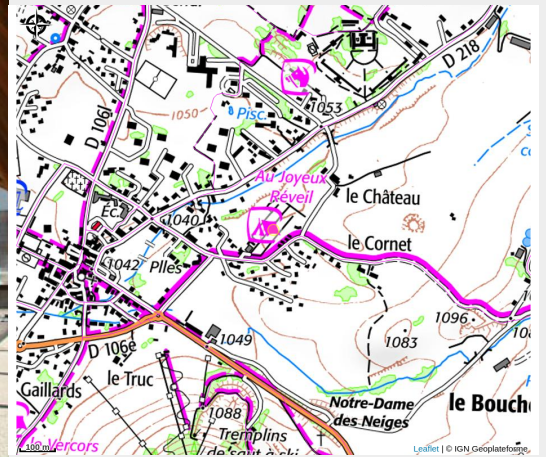 D 218
1053
D 106I
1050
Pisc.
Au Joyeux
Réveil
le Château
Éc.
1040
le Cornet
1042
Plles
1096
1049
1083
D 106e
le Truc
Gaillards
1088
Notre-Dame
des Neiges
le Bouch
Tremplins
de saut à ski
le Vercors
100 m
Leaflet | © IGN Geoplateforme